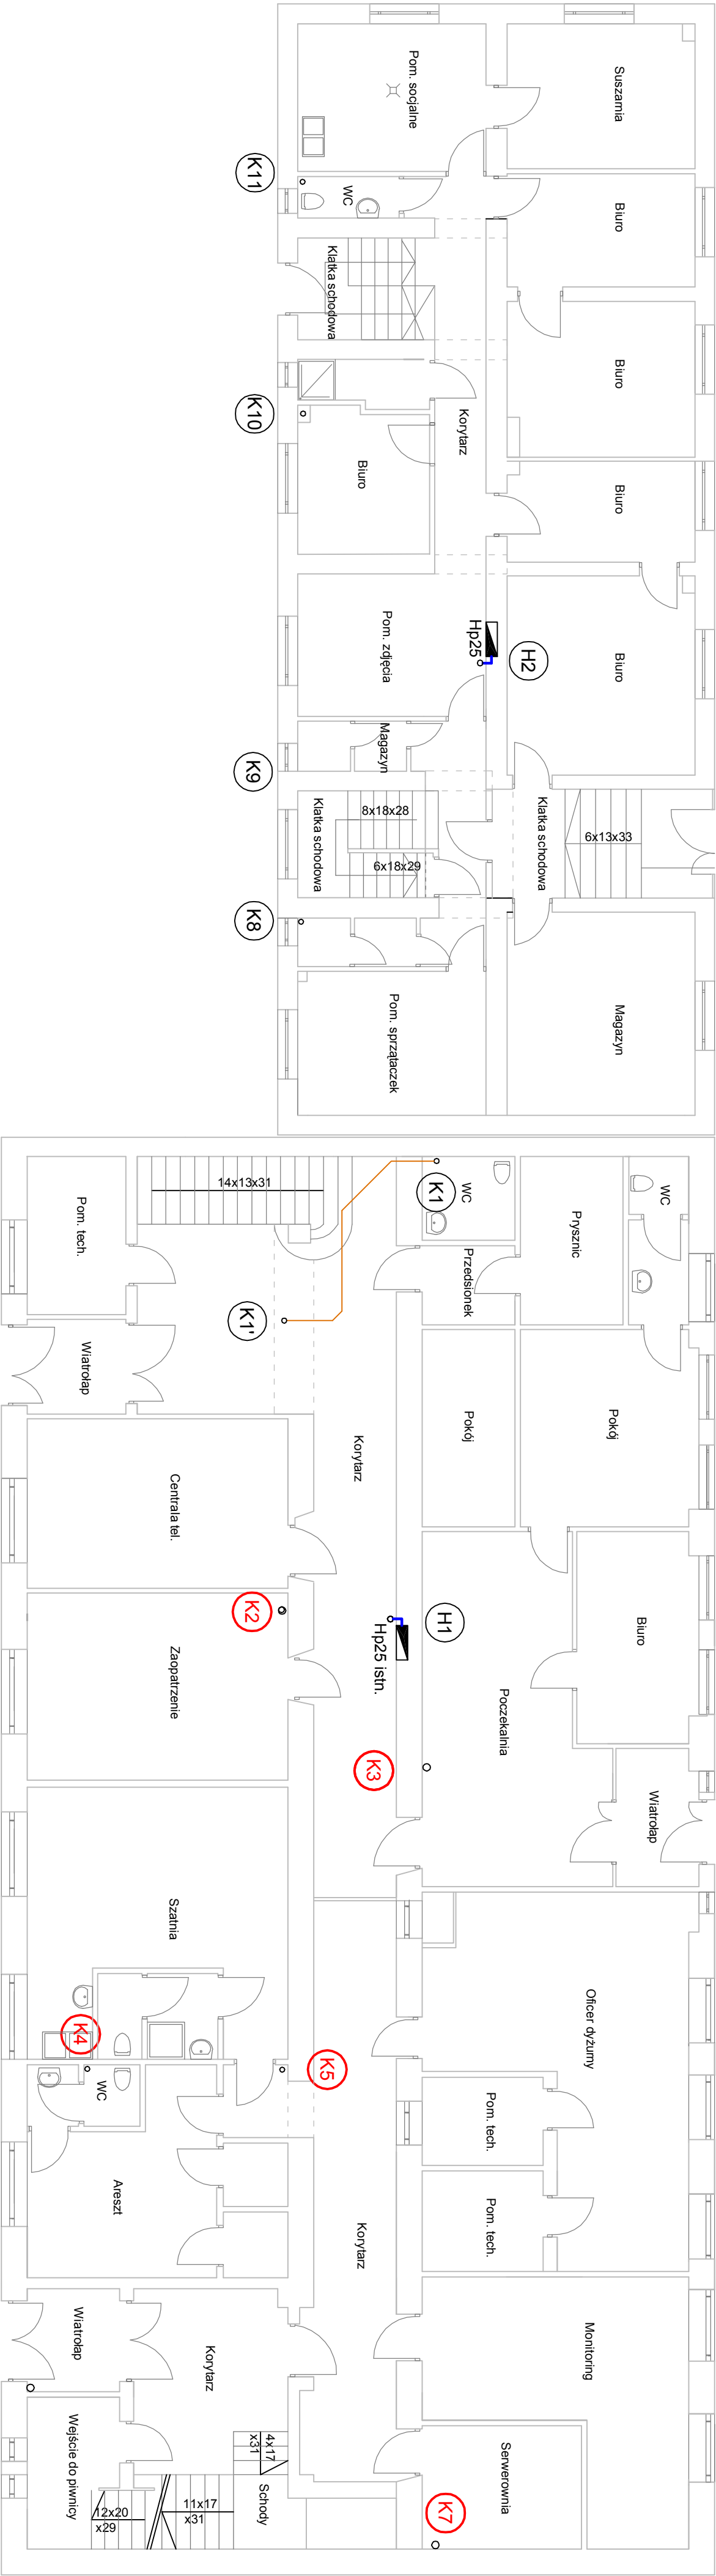 Pom. socjalne
Suszarnia
K11
WC
Biuro
Klatka schodowa
Biuro
K10
Korytarz
Biuro
Biuro
Pom. zdjęcia
Hp25
H2
Biuro
Magazyn
K9
Klatka schodowa
8x18x28
6x18x29
Klatka schodowa
6x13x33
K8
Pom. sprzątaczek
Magazyn
14x13x31
K1
WC
WC
Pom. tech.
Prysznic
Przedsionek
K1'
Wiatrołap
Korytarz
Pokój
Pokój
Centrala tel.
K2
H1
Hp25 istn.
Biuro
Zaopatrzenie
Poczekalnia
K3
Wiatrołap
Szatnia
Oficer dyżurny
K4
K5
WC
Pom. tech.
Areszt
Pom. tech.
Korytarz
Wiatrołap
Korytarz
Monitoring
4x17
x31
Serwerownia
Wejście do piwnicy
12x20
x29
11x17
x31
Schody
K7